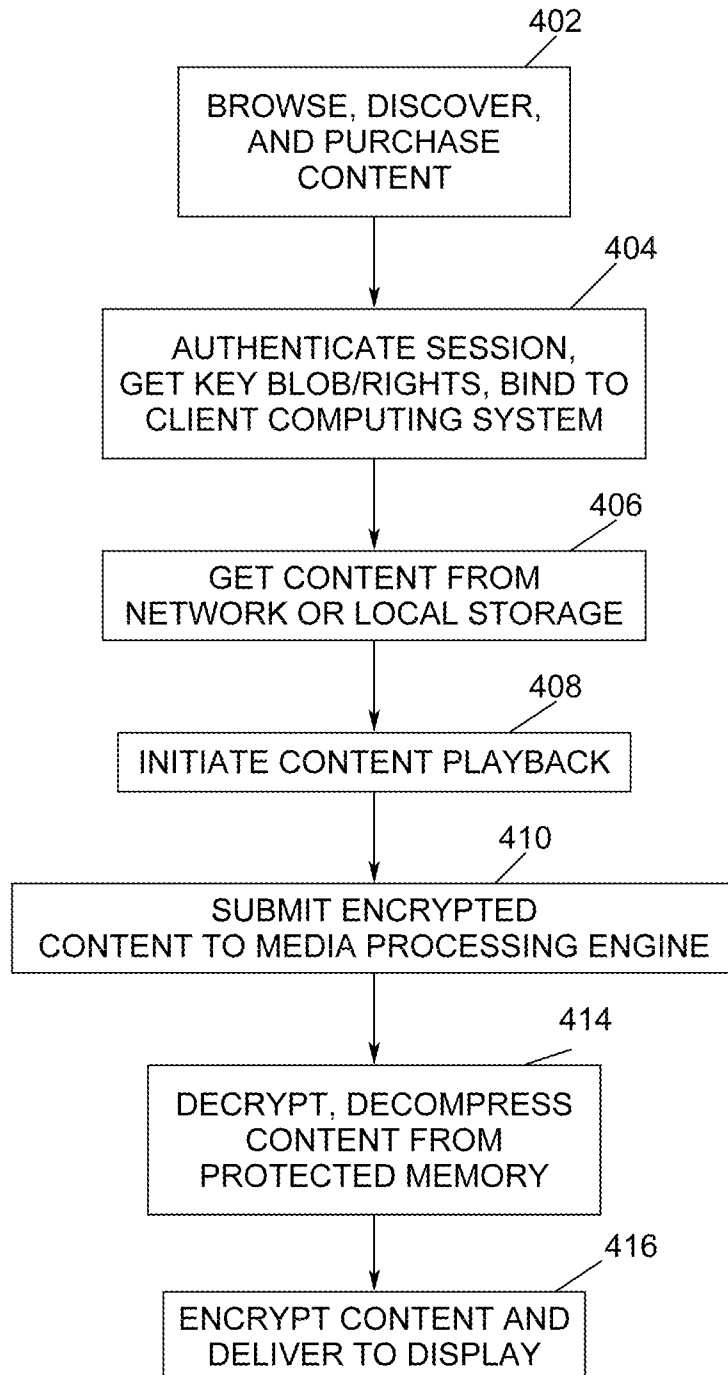 402
BROWSE, DISCOVER,
AND PURCHASE
CONTENT
404
AUTHENTICATE SESSION,
GET KEY BLOB/RIGHTS, BIND TO
CLIENT COMPUTING SYSTEM
406
GET CONTENT FROM
NETWORK OR LOCAL STORAGE
408
INITIATE CONTENT PLAYBACK
410
SUBMIT ENCRYPTED
CONTENT TO MEDIA PROCESSING ENGINE
414
DECRYPT, DECOMPRESS
CONTENT FROM
PROTECTED MEMORY
416
ENCRYPT CONTENT AND
DELIVER TO DISPLAY